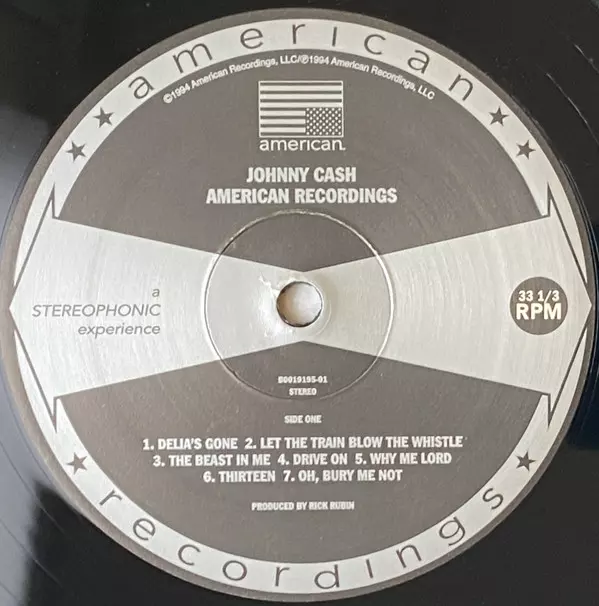 american
©1994 American Recordings, LLC/℗1994 American Recordings, LLC
american.
JOHNNY CASH
AMERICAN RECORDINGS
a
STEREOPHONIC
experience
33 1/3
RPM
B0019195-01
STEREO
SIDE ONE
1. DELIA'S GONE 2. LET THE TRAIN BLOW THE WHISTLE
3. THE BEAST IN ME 4. DRIVE ON 5. WHY ME LORD
6. THIRTEEN 7. OH, BURY ME NOT
PRODUCED BY RICK RUBIN
recordings